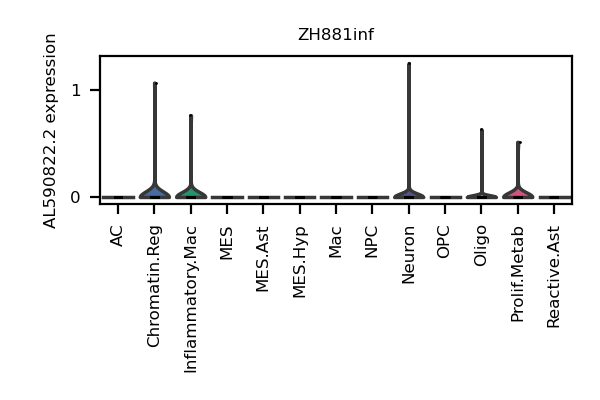 ZH881inf
AL590822.2 expression
1
0
AC
Chromatin.Reg
Inflammatory.Mac
MES
MES.Ast
MES.Hyp
Mac
NPC
Neuron
OPC
Oligo
Prolif.Metab
Reactive.Ast